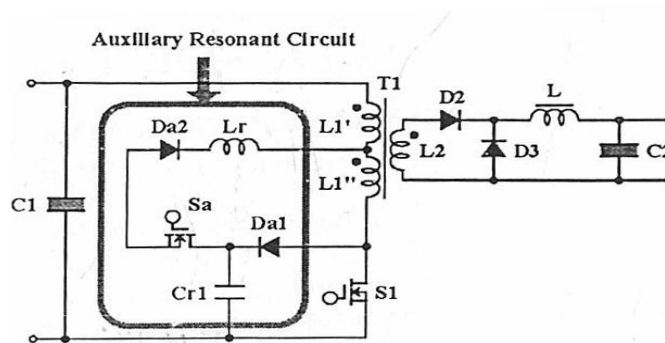 Auxiliary Resonant Circuit
T1
Da2
Lr
L1'
D2
L
L1''
L2
D3
C2
C1
Sa
Da1
Cr1
S1